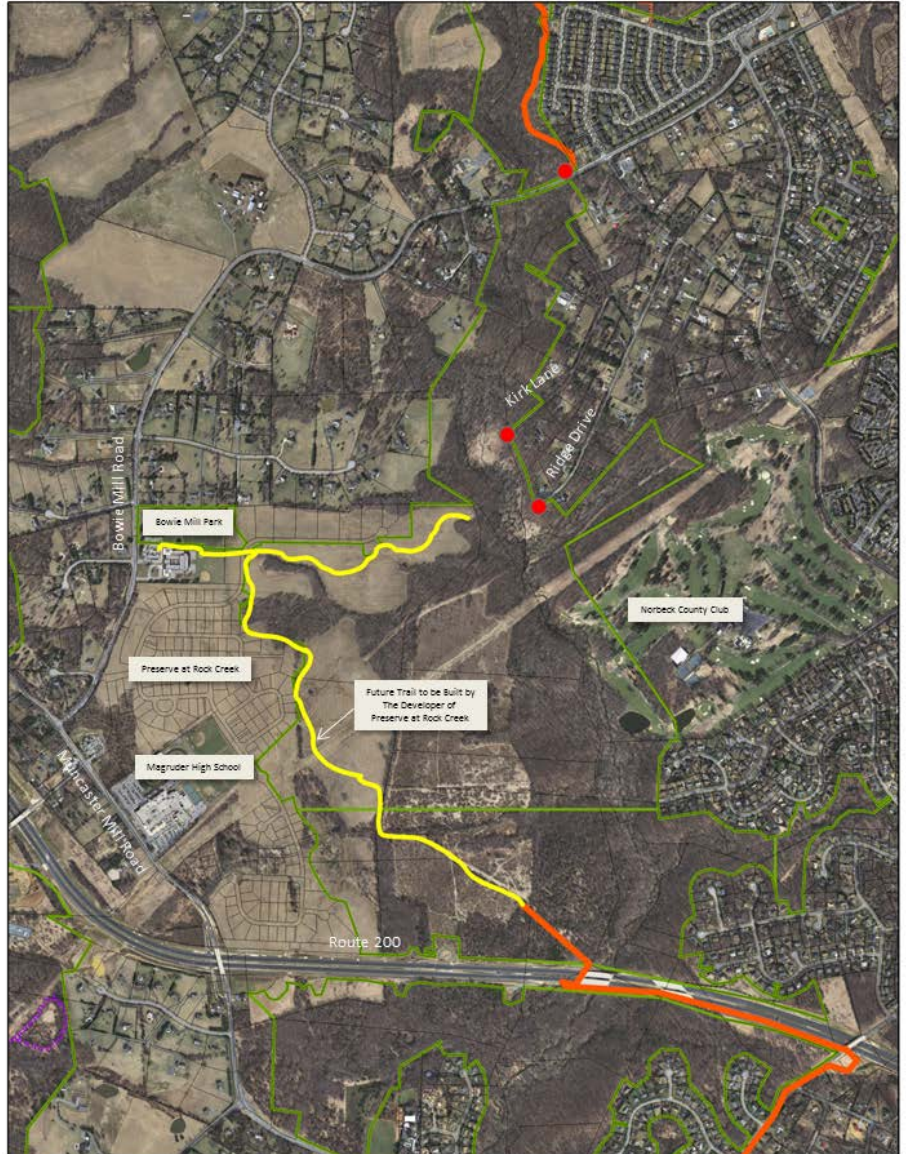 Kirk Lane
Ridge Drive
Bowie Mill Road
Bowie Mill Park
Norbeck County Club
Preserve at Rock Creek
Future Trail to be Built by
The Developer of
Preserve at Rock Creek
Magruder High School
Muncaster Mill Road
Route 200